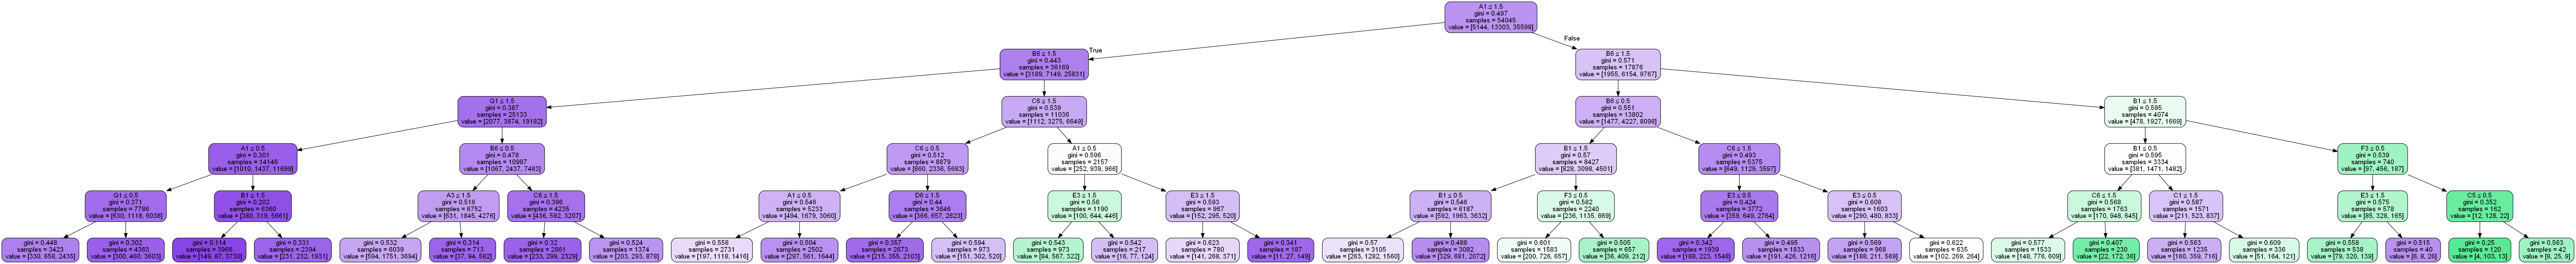 A1 ≤ 1.5
gini = 0.497
samples = 54045
value = [5144, 13303, 35598]
True
False
B6 ≤ 1.5
gini = 0.443
samples = 36169
value = [3189, 7149, 25831]
B6 ≤ 1.5
gini = 0.571
samples = 17876
value = [1955, 6154, 9767]
G1 ≤ 1.5
gini = 0.387
samples = 25133
value = [2077, 3874, 19182]
C6 ≤ 1.5
gini = 0.539
samples = 11036
value = [1112, 3275, 6649]
B6 ≤ 0.5
gini = 0.551
samples = 13802
value = [1477, 4227, 8098]
B1 ≤ 1.5
gini = 0.595
samples = 4074
value = [478, 1927, 1669]
A1 ≤ 0.5
gini = 0.301
samples = 14146
value = [1010, 1437, 11699]
B6 ≤ 0.5
gini = 0.478
samples = 10987
value = [1067, 2437, 7483]
C6 ≤ 0.5
gini = 0.512
samples = 8879
value = [860, 2336, 5683]
A1 ≤ 0.5
gini = 0.596
samples = 2157
value = [252, 939, 966]
B1 ≤ 1.5
gini = 0.57
samples = 8427
value = [828, 3098, 4501]
C6 ≤ 1.5
gini = 0.493
samples = 5375
value = [649, 1129, 3597]
B1 ≤ 0.5
gini = 0.595
samples = 3334
value = [381, 1471, 1482]
F3 ≤ 0.5
gini = 0.539
samples = 740
value = [97, 456, 187]
G1 ≤ 0.5
gini = 0.371
samples = 7786
value = [630, 1118, 6038]
B1 ≤ 1.5
gini = 0.202
samples = 6360
value = [380, 319, 5661]
A3 ≤ 1.5
gini = 0.516
samples = 6752
value = [631, 1845, 4276]
C6 ≤ 1.5
gini = 0.396
samples = 4235
value = [436, 592, 3207]
A1 ≤ 0.5
gini = 0.546
samples = 5233
value = [494, 1679, 3060]
D6 ≤ 1.5
gini = 0.44
samples = 3646
value = [366, 657, 2623]
E3 ≤ 1.5
gini = 0.56
samples = 1190
value = [100, 644, 446]
E3 ≤ 1.5
gini = 0.593
samples = 967
value = [152, 295, 520]
B1 ≤ 0.5
gini = 0.546
samples = 6187
value = [592, 1963, 3632]
F3 ≤ 0.5
gini = 0.582
samples = 2240
value = [236, 1135, 869]
E3 ≤ 0.5
gini = 0.424
samples = 3772
value = [359, 649, 2764]
E3 ≤ 0.5
gini = 0.608
samples = 1603
value = [290, 480, 833]
C6 ≤ 1.5
gini = 0.568
samples = 1763
value = [170, 948, 645]
C1 ≤ 1.5
gini = 0.587
samples = 1571
value = [211, 523, 837]
E3 ≤ 1.5
gini = 0.575
samples = 578
value = [85, 328, 165]
C5 ≤ 0.5
gini = 0.352
samples = 162
value = [12, 128, 22]
gini = 0.448
samples = 3423
value = [330, 658, 2435]
gini = 0.302
samples = 4363
value = [300, 460, 3603]
gini = 0.114
samples = 3966
value = [149, 87, 3730]
gini = 0.331
samples = 2394
value = [231, 232, 1931]
gini = 0.532
samples = 6039
value = [594, 1751, 3694]
gini = 0.314
samples = 713
value = [37, 94, 582]
gini = 0.32
samples = 2861
value = [233, 299, 2329]
gini = 0.524
samples = 1374
value = [203, 293, 878]
gini = 0.558
samples = 2731
value = [197, 1118, 1416]
gini = 0.504
samples = 2502
value = [297, 561, 1644]
gini = 0.357
samples = 2673
value = [215, 355, 2103]
gini = 0.594
samples = 973
value = [151, 302, 520]
gini = 0.543
samples = 973
value = [84, 567, 322]
gini = 0.542
samples = 217
value = [16, 77, 124]
gini = 0.623
samples = 780
value = [141, 268, 371]
gini = 0.341
samples = 187
value = [11, 27, 149]
gini = 0.57
samples = 3105
value = [263, 1282, 1560]
gini = 0.488
samples = 3082
value = [329, 681, 2072]
gini = 0.601
samples = 1583
value = [200, 726, 657]
gini = 0.505
samples = 657
value = [36, 409, 212]
gini = 0.342
samples = 1939
value = [168, 223, 1548]
gini = 0.495
samples = 1833
value = [191, 426, 1216]
gini = 0.569
samples = 968
value = [188, 211, 569]
gini = 0.622
samples = 635
value = [102, 269, 264]
gini = 0.577
samples = 1533
value = [148, 776, 609]
gini = 0.407
samples = 230
value = [22, 172, 36]
gini = 0.563
samples = 1235
value = [160, 359, 716]
gini = 0.609
samples = 336
value = [51, 164, 121]
gini = 0.558
samples = 538
value = [79, 320, 139]
gini = 0.515
samples = 40
value = [6, 8, 26]
gini = 0.25
samples = 120
value = [4, 103, 13]
gini = 0.563
samples = 42
value = [8, 25, 9]